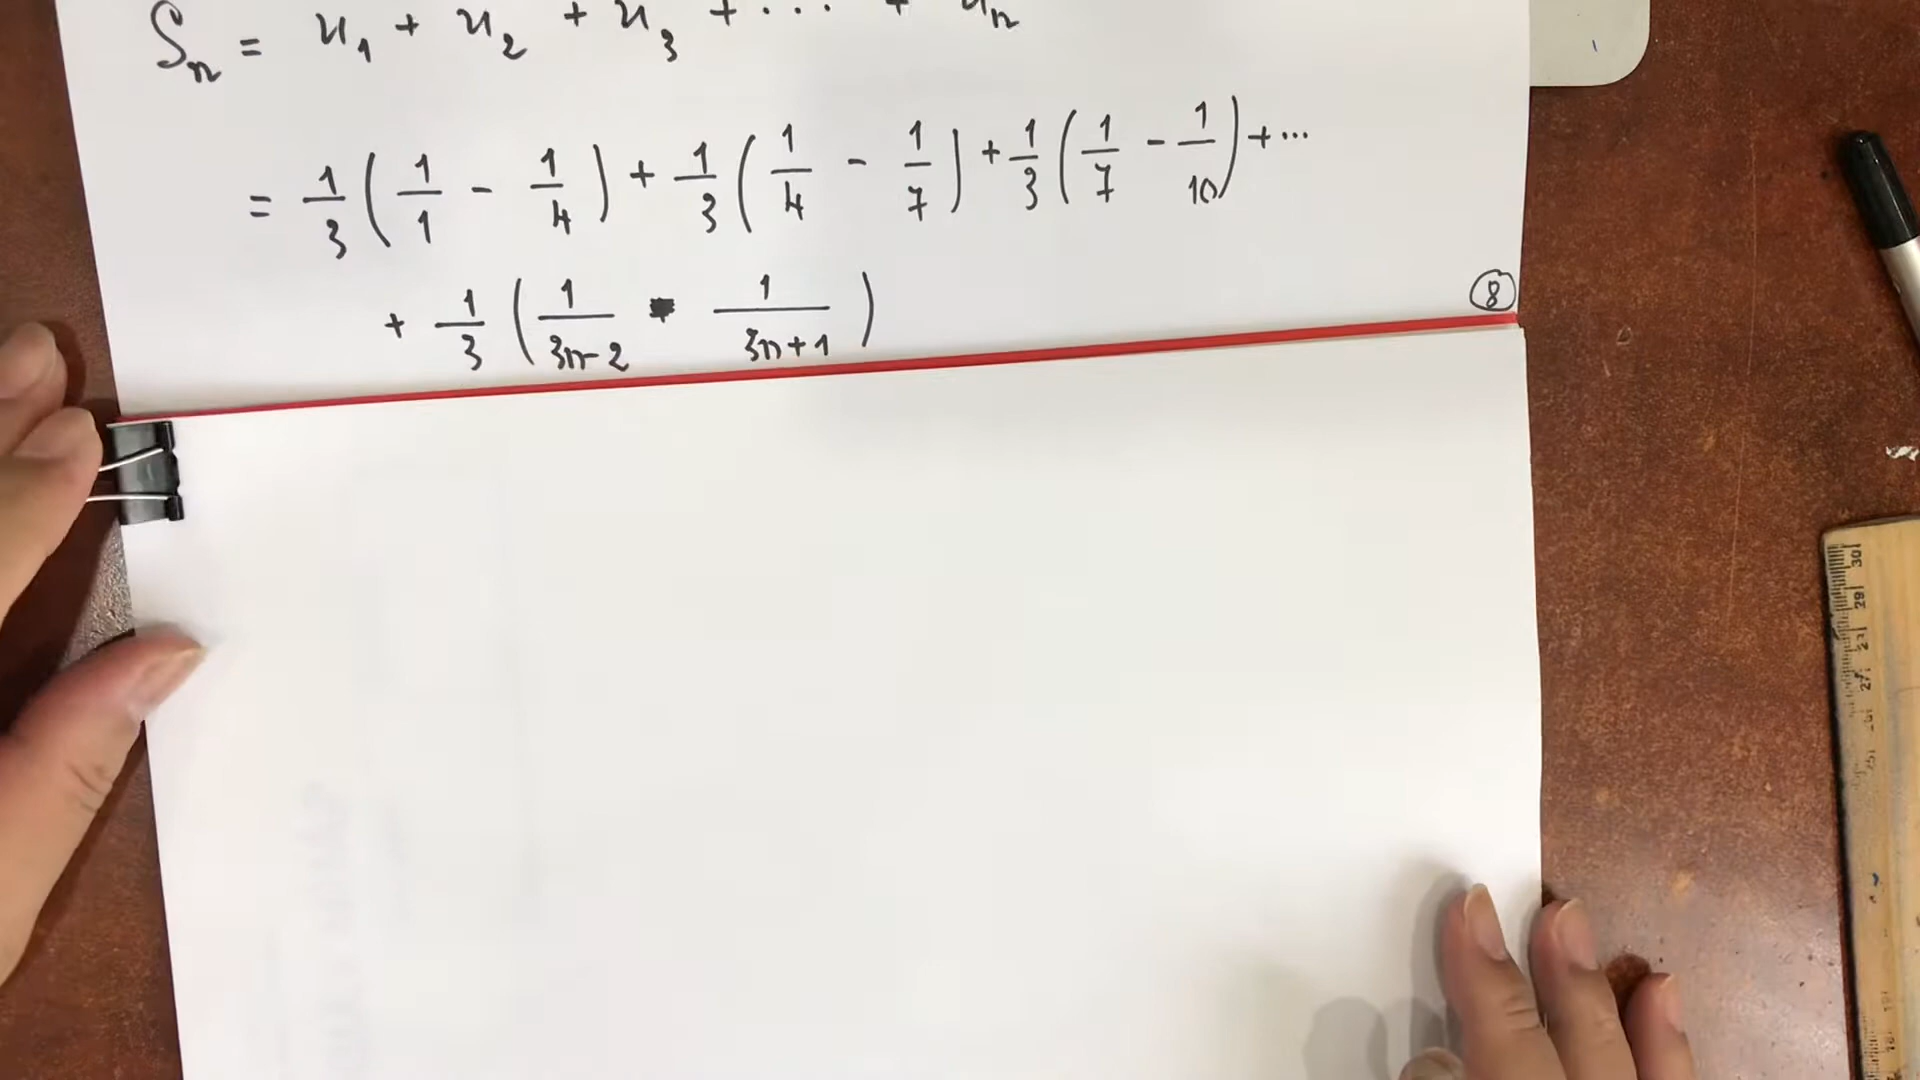 Sn = u1 + u2 + u3 + ... + un
= 1/3 (1/1 - 1/4) + 1/3 (1/4 - 1/7) + 1/3 (1/7 - 1/10) + ...
+ 1/3 (1/3n-2 - 1/3n+1)
8
30